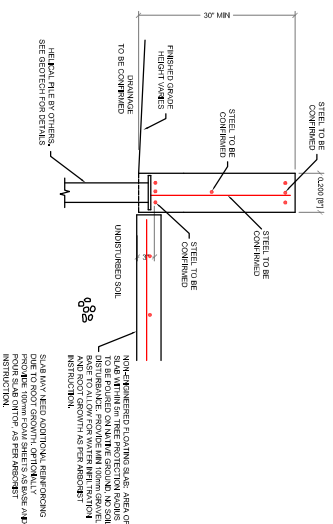 30" MIN
0.200 [8"]
STEEL TO BE
CONFIRMED
STEEL TO BE
CONFIRMED
STEEL TO BE
CONFIRMED
STEEL TO BE
CONFIRMED
FINISHED GRADE
HEIGHT VARIES
DRAINAGE
TO BE CONFIRMED
HELICAL PILE BY OTHERS,
SEE GEOTECH FOR DETAILS
UNDISTURBED SOIL
3"
NON-ENGINEERED FLOATING SLAB: AREA OF
SLAB WITHIN 5m TREE PROTECTION RADIUS
TO BE POURED ON NATIVE GROUND, NO SOIL
DISTURBANCE. PROVIDE MIN 100mm GRAVEL
BASE TO ALLOW FOR WATER INFILTRATION
AND ROOT GROWTH AS PER ARBORIST
INSTRUCTION.
SLAB MAY NEED ADDITIONAL REINFORCING
DUE TO ROOT GROWTH. OPTIONALLY
PROVIDE 100mm FOAM SHEETS AS BASE AND
POUR SLAB ONTOP, AS PER ARBORIST
INSTRUCTION.